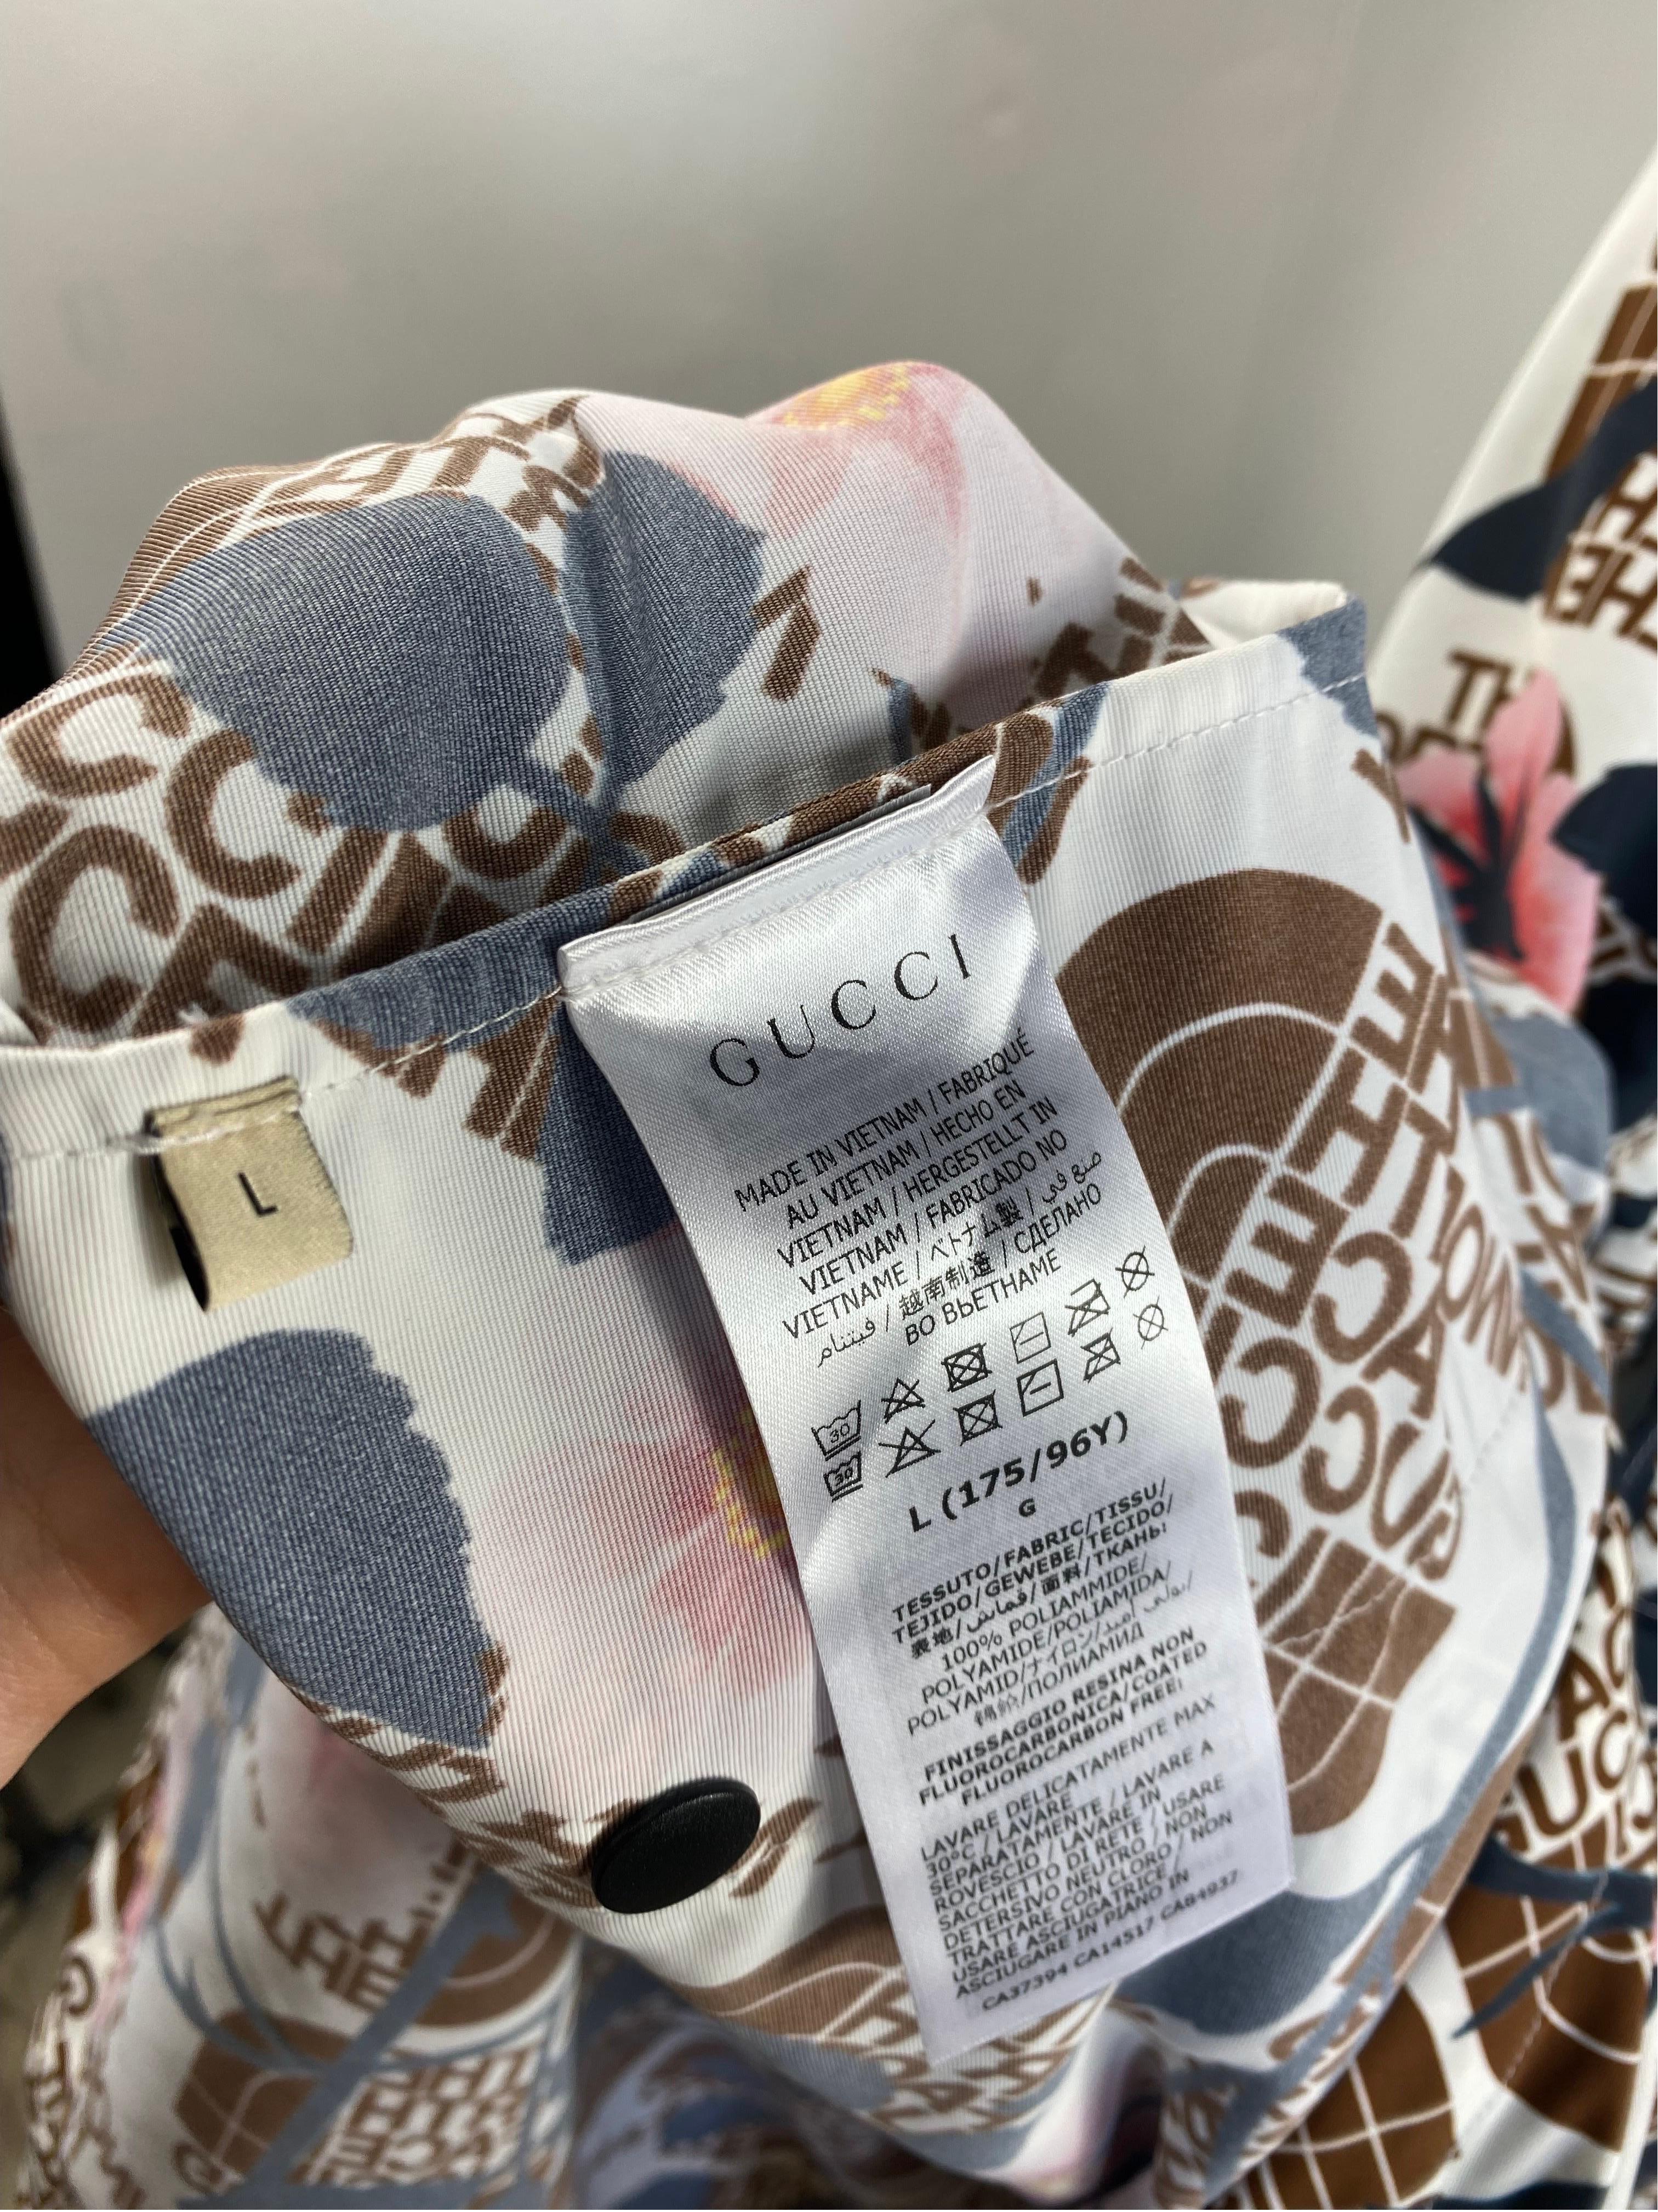 GUCCI
MADE IN VIETNAM / FABRIQUÉ
AU VIETNAM / HECHO EN
VIETNAM / HERGESTELLT IN
VIETNAM / FABRICADO NO
VIETNAME / ベトナム製 / صنع في
فيتنام / 越南制造 / СДЕЛАНО
ВО ВЬЕТНАМЕ
30
30
L (175/96Y)
G
TESSUTO/FABRIC/TISSU/
TEJIDO/GEWEBE/TECIDO/
表地/قماش/面料/ТКАНЬ:
100% POLIAMMIDE/
POLYAMIDE/POLIAMIDA/
POLYAMID/ナイロン/بولي أميد/
锦纶/ПОЛИАМИД
FINISSAGGIO RESINA NON
FLUOROCARBONICA/COATED
FLUOROCARBON FREE:
LAVARE DELICATAMENTE MAX
30°C / LAVARE
SEPARATAMENTE / LAVARE A
ROVESCIO / LAVARE IN
SACCHETTO DI RETE / USARE
DETERSIVO NEUTRO / NON
TRATTARE CON CLORO / NON
USARE ASCIUGATRICE /
ASCIUGARE IN PIANO IN
CA37394 CA14517 CA84937
L